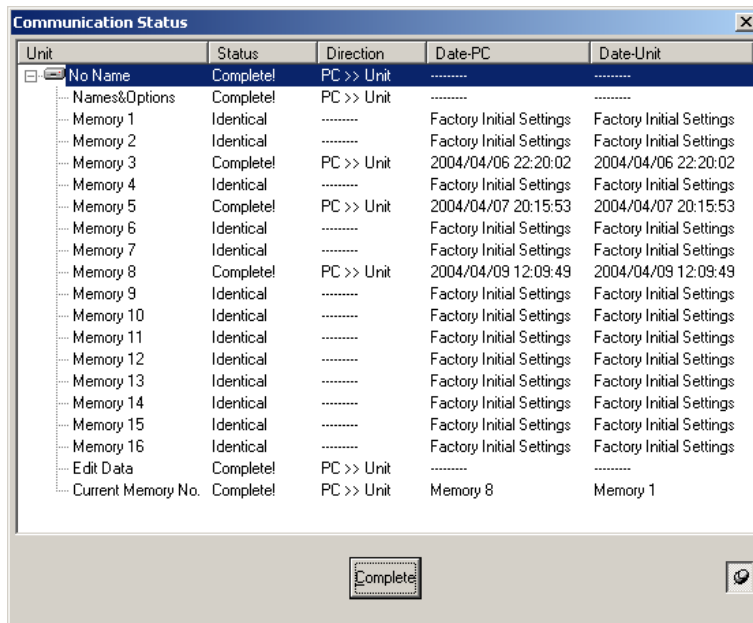 Communication Status
Unit Status Direction Date-PC Date-Unit
No Name Complete! PC >> Unit --------- ---------
Names&Options Complete! PC >> Unit --------- ---------
Memory 1 Identical --------- Factory Initial Settings Factory Initial Settings
Memory 2 Identical --------- Factory Initial Settings Factory Initial Settings
Memory 3 Complete! PC >> Unit 2004/04/06 22:20:02 2004/04/06 22:20:02
Memory 4 Identical --------- Factory Initial Settings Factory Initial Settings
Memory 5 Complete! PC >> Unit 2004/04/07 20:15:53 2004/04/07 20:15:53
Memory 6 Identical --------- Factory Initial Settings Factory Initial Settings
Memory 7 Identical --------- Factory Initial Settings Factory Initial Settings
Memory 8 Complete! PC >> Unit 2004/04/09 12:09:49 2004/04/09 12:09:49
Memory 9 Identical --------- Factory Initial Settings Factory Initial Settings
Memory 10 Identical --------- Factory Initial Settings Factory Initial Settings
Memory 11 Identical --------- Factory Initial Settings Factory Initial Settings
Memory 12 Identical --------- Factory Initial Settings Factory Initial Settings
Memory 13 Identical --------- Factory Initial Settings Factory Initial Settings
Memory 14 Identical --------- Factory Initial Settings Factory Initial Settings
Memory 15 Identical --------- Factory Initial Settings Factory Initial Settings
Memory 16 Identical --------- Factory Initial Settings Factory Initial Settings
Edit Data Complete! PC >> Unit --------- ---------
Current Memory No. Complete! PC >> Unit Memory 8 Memory 1
Complete